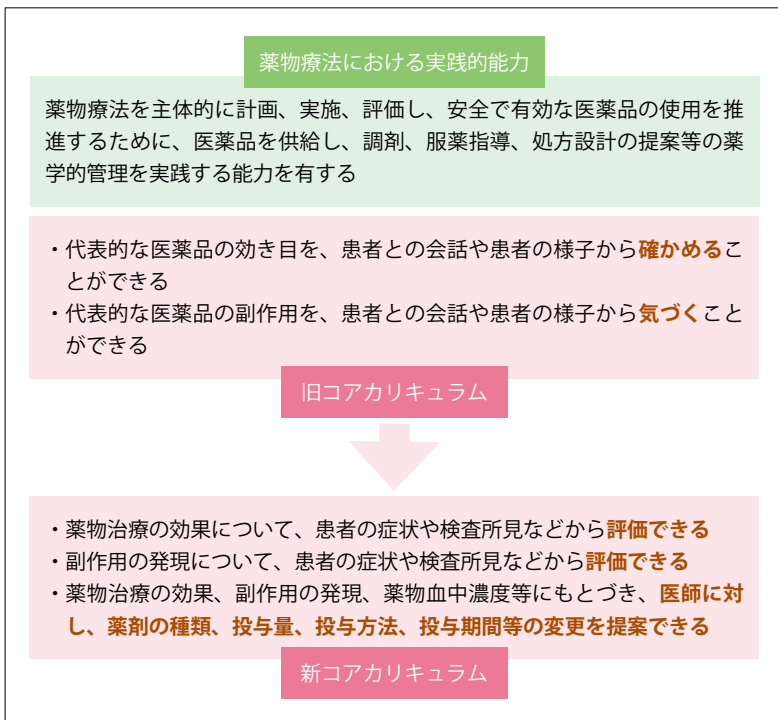 薬物療法における実践的能力
薬物療法を主体的に計画、実施、評価し、安全で有効な医薬品の使用を推
進するために、医薬品を供給し、調剤、服薬指導、処方設計の提案等の薬
学的管理を実践する能力を有する
・代表的な医薬品の効き目を、患者との会話や患者の様子から確かめるこ
とができる
・代表的な医薬品の副作用を、患者との会話や患者の様子から気づくこと
ができる
旧コアカリキュラム
・薬物治療の効果について、患者の症状や検査所見などから評価できる
・副作用の発現について、患者の症状や検査所見などから評価できる
・薬物治療の効果、副作用の発現、薬物血中濃度等にもとづき、医師に対
し、薬剤の種類、投与量、投与方法、投与期間等の変更を提案できる
新コアカリキュラム